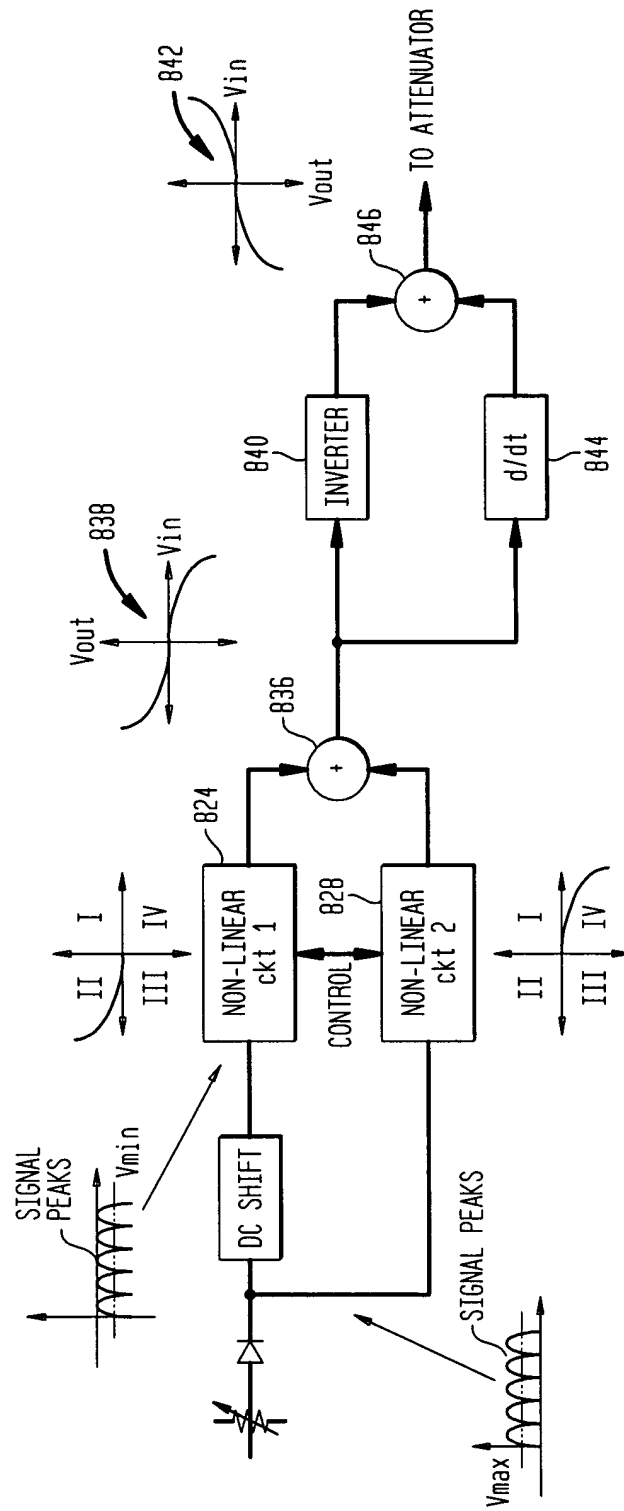 SIGNAL
PEAKS
Vmin
DC SHIFT
SIGNAL PEAKS
Vmax
II
I
III
IV
824
NON-LINEAR
ckt 1
CONTROL
828
NON-LINEAR
ckt 2
II
I
III
IV
836
+
838
Vout
Vin
840
INVERTER
d/dt
844
846
+
TO ATTENUATOR
842
Vin
Vout